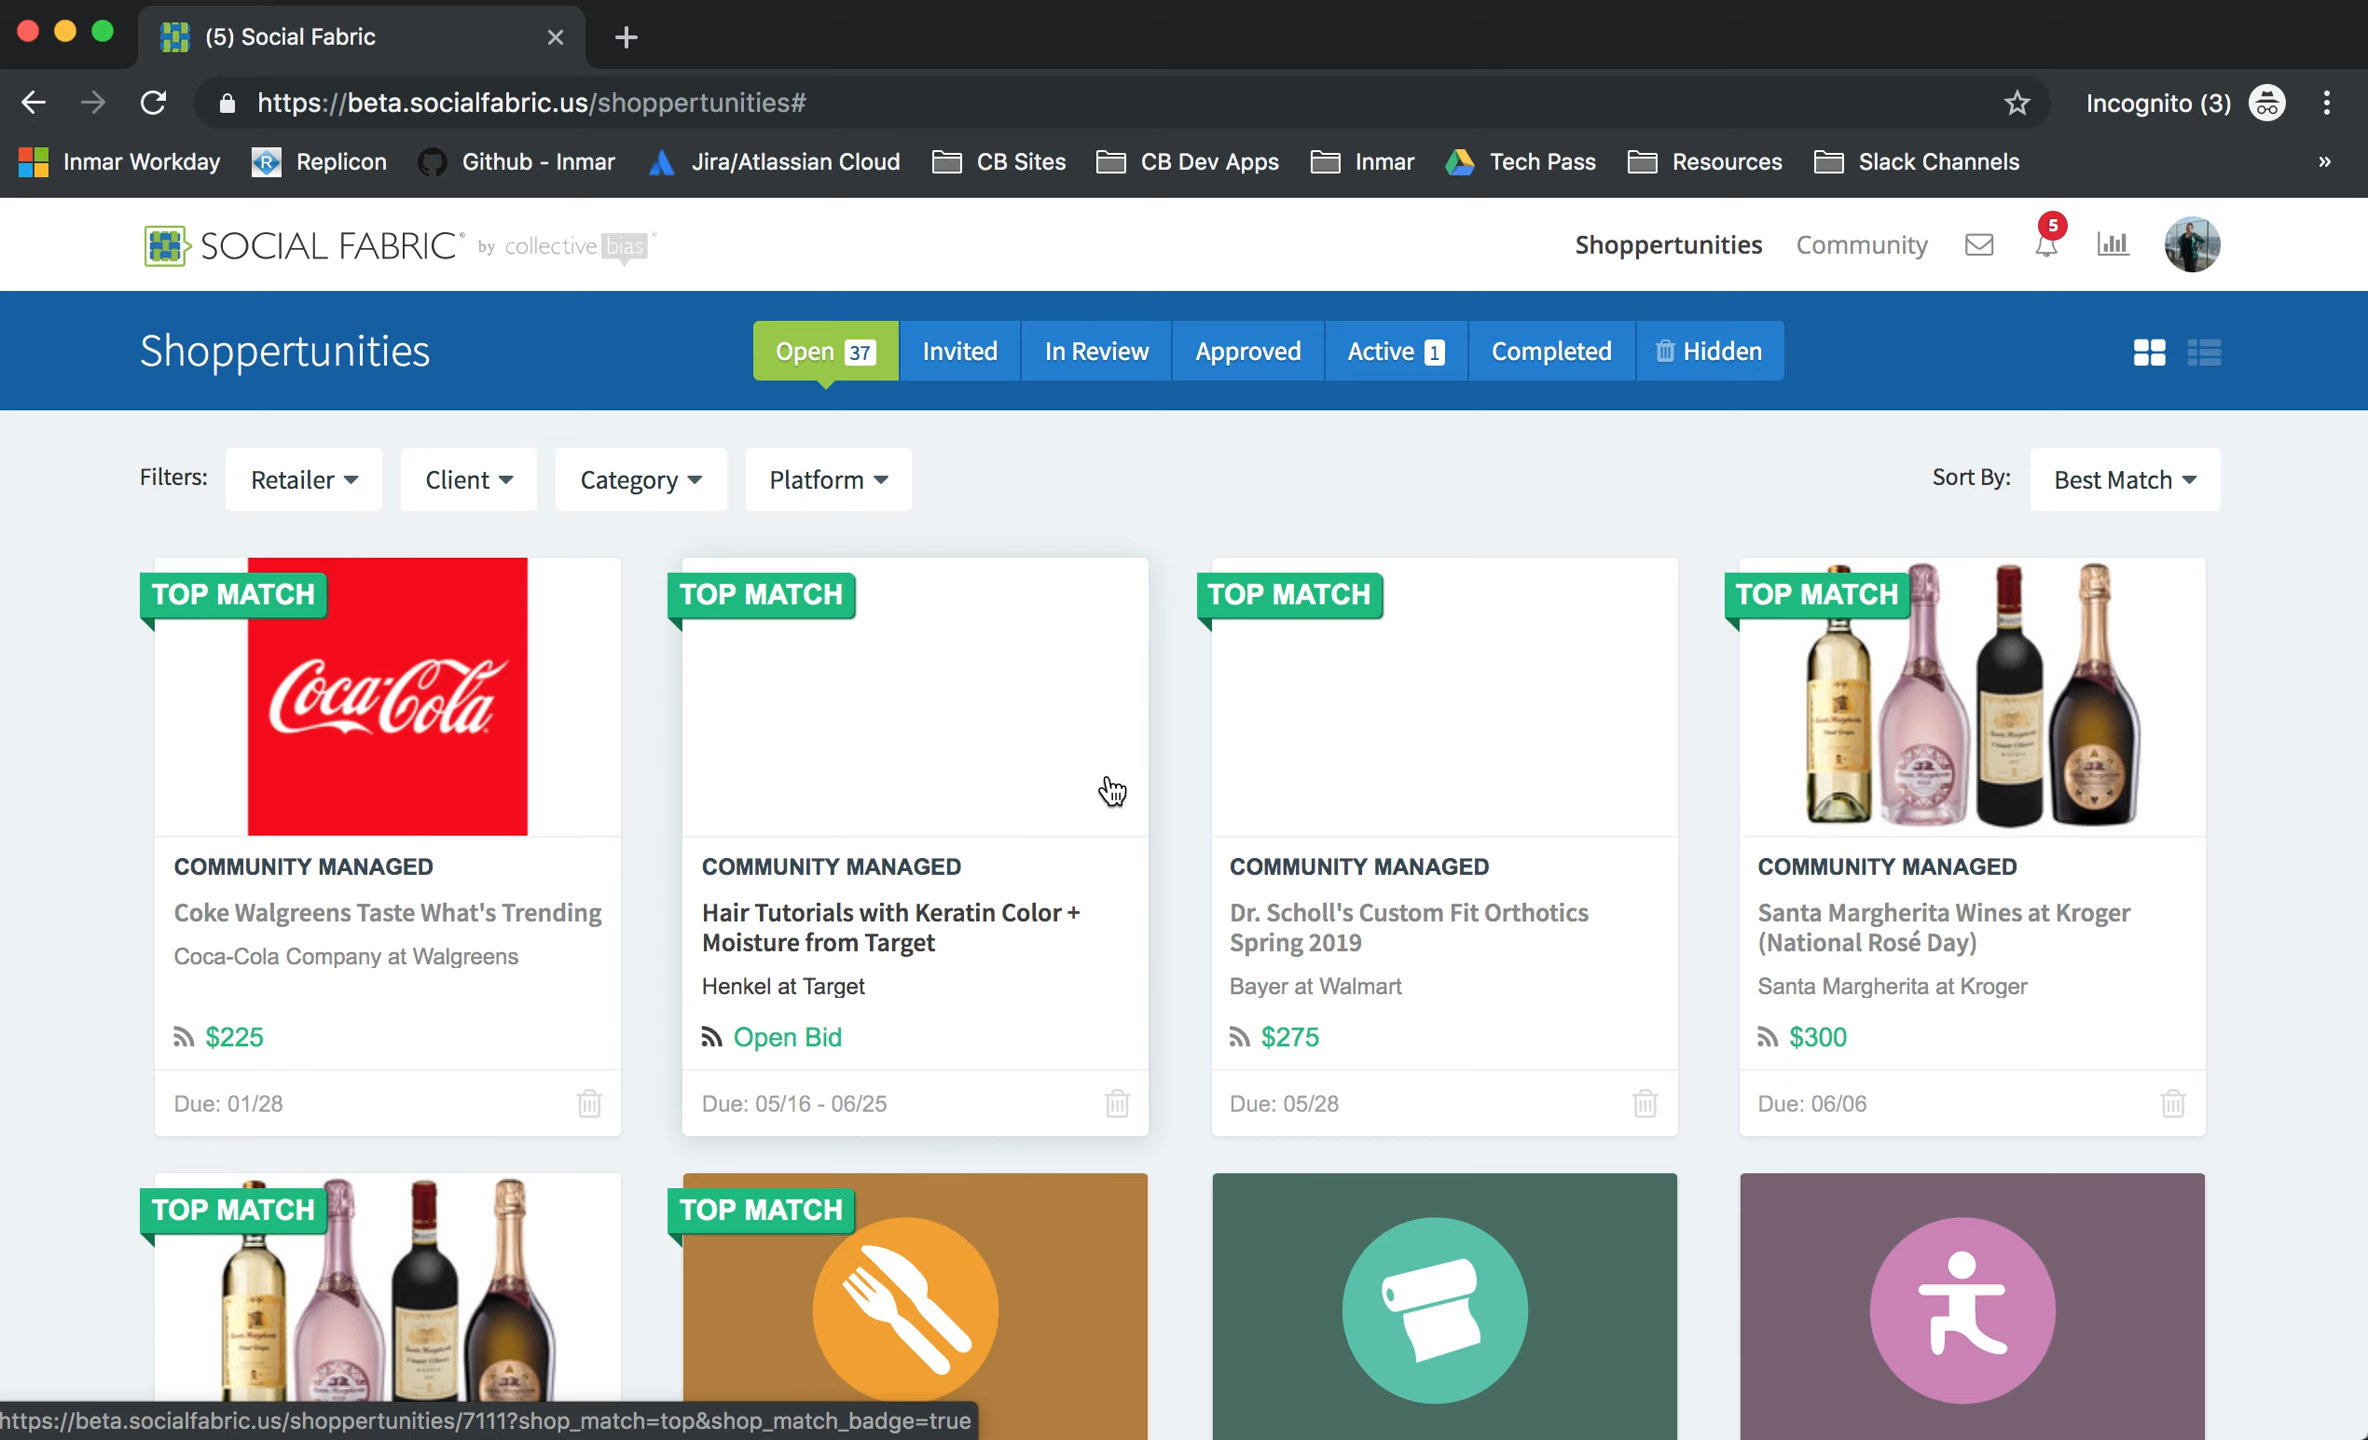 (5) Social Fabric
https://beta.socialfabric.us/shoppertunities#
Incognito (3)
Inmar Workday
Replicon
Github - Inmar
Jira/Atlassian Cloud
CB Sites
CB Dev Apps
Inmar
Tech Pass
Resources
Slack Channels
»
SOCIAL FABRIC® by collective bias®
Shoppertunities
Community
5
Shoppertunities
Open 37
Invited
In Review
Approved
Active 1
Completed
Hidden
Filters:
Retailer
Client
Category
Platform
Sort By:
Best Match
TOP MATCH
Coca-Cola
COMMUNITY MANAGED
Coke Walgreens Taste What's Trending
Coca-Cola Company at Walgreens
$225
Due: 01/28
TOP MATCH
COMMUNITY MANAGED
Hair Tutorials with Keratin Color +
Moisture from Target
Henkel at Target
Open Bid
Due: 05/16 - 06/25
TOP MATCH
COMMUNITY MANAGED
Dr. Scholl's Custom Fit Orthotics
Spring 2019
Bayer at Walmart
$275
Due: 05/28
TOP MATCH
COMMUNITY MANAGED
Santa Margherita Wines at Kroger
(National Rosé Day)
Santa Margherita at Kroger
$300
Due: 06/06
TOP MATCH
TOP MATCH
https://beta.socialfabric.us/shoppertunities/7111?shop_match=top&shop_match_badge=true